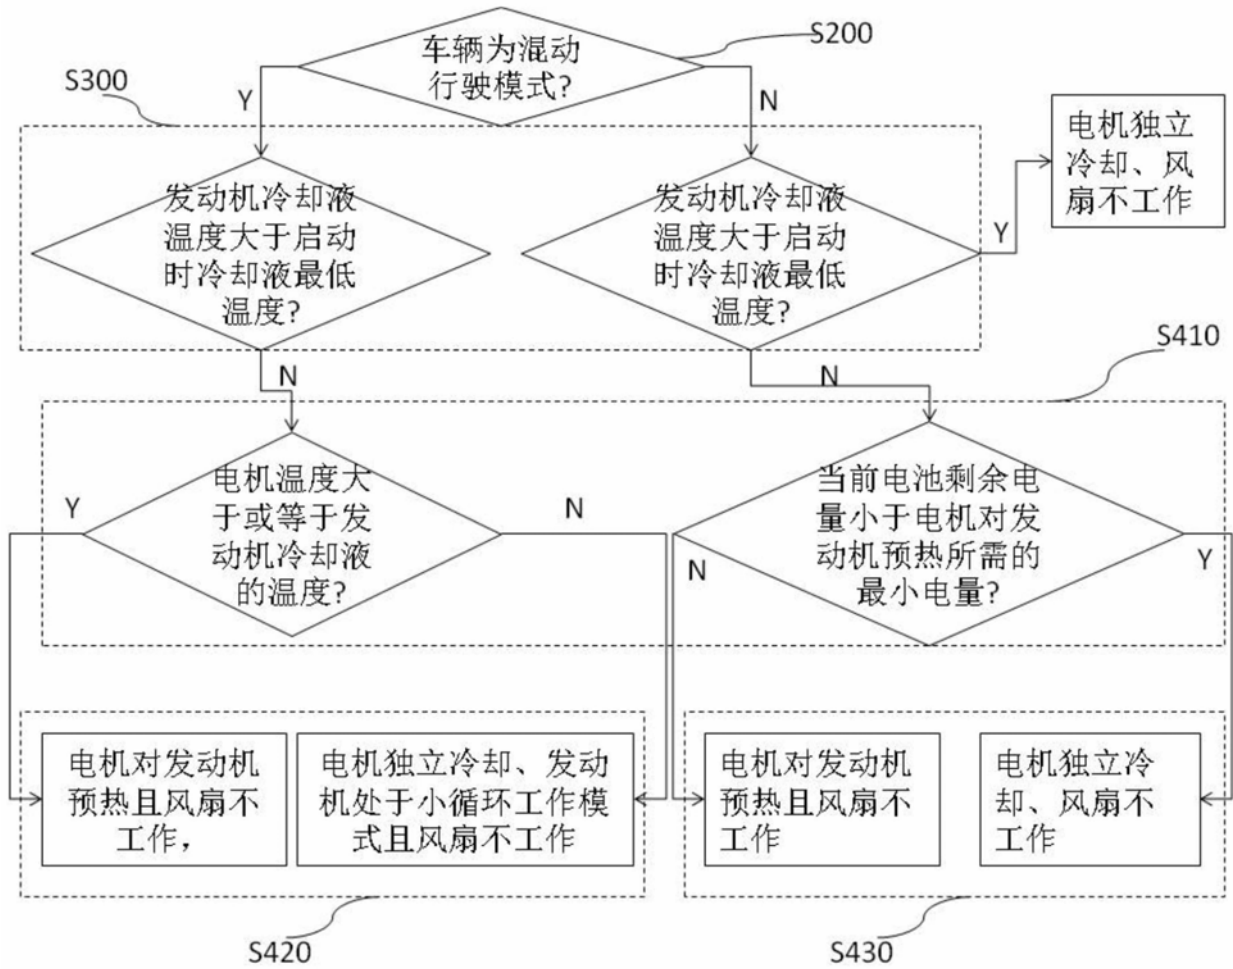 车辆为混动
行驶模式?
S200
S300
Y
N
电机独立
冷却、风
扇不工作
发动机冷却液
温度大于启动
时冷却液最低
温度?
发动机冷却液
温度大于启动
时冷却液最低
温度?
Y
S410
N
N
电机温度大
于或等于发
动机冷却液
的温度?
Y
N
当前电池剩余电
量小于电机对发
动机预热所需的
最小电量?
N
Y
电机对发动机
预热且风扇不
工作,
电机独立冷却、发动
机处于小循环工作模
式且风扇不工作
电机对发动机
预热且风扇不
工作
电机独立冷
却、风扇不
工作
S420
S430